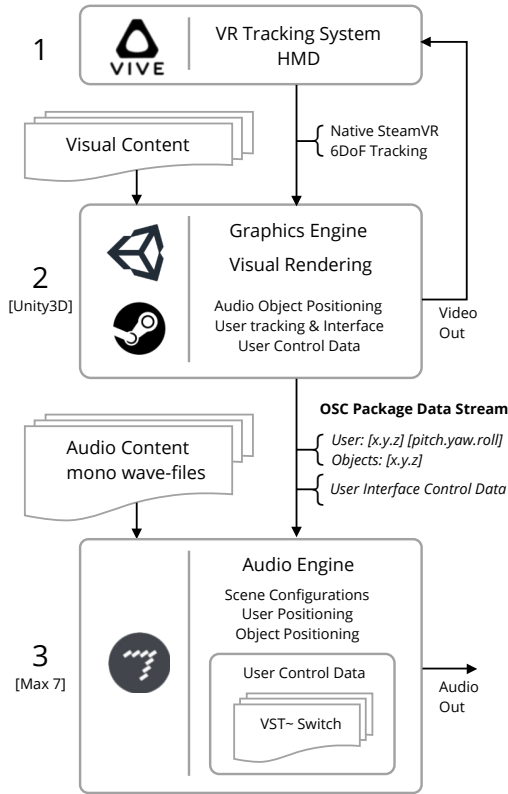 1
VIVE
VR Tracking System
HMD
Visual Content
Native SteamVR
6DoF Tracking
2
[Unity3D]
Graphics Engine
Visual Rendering
Audio Object Positioning
User tracking & Interface
User Control Data
Video
Out
OSC Package Data Stream
User: [x.y.z] [pitch.yaw.roll]
Objects: [x.y.z]
User Interface Control Data
Audio Content
mono wave-files
3
[Max 7]
Audio Engine
Scene Configurations
User Positioning
Object Positioning
User Control Data
VST~ Switch
Audio
Out